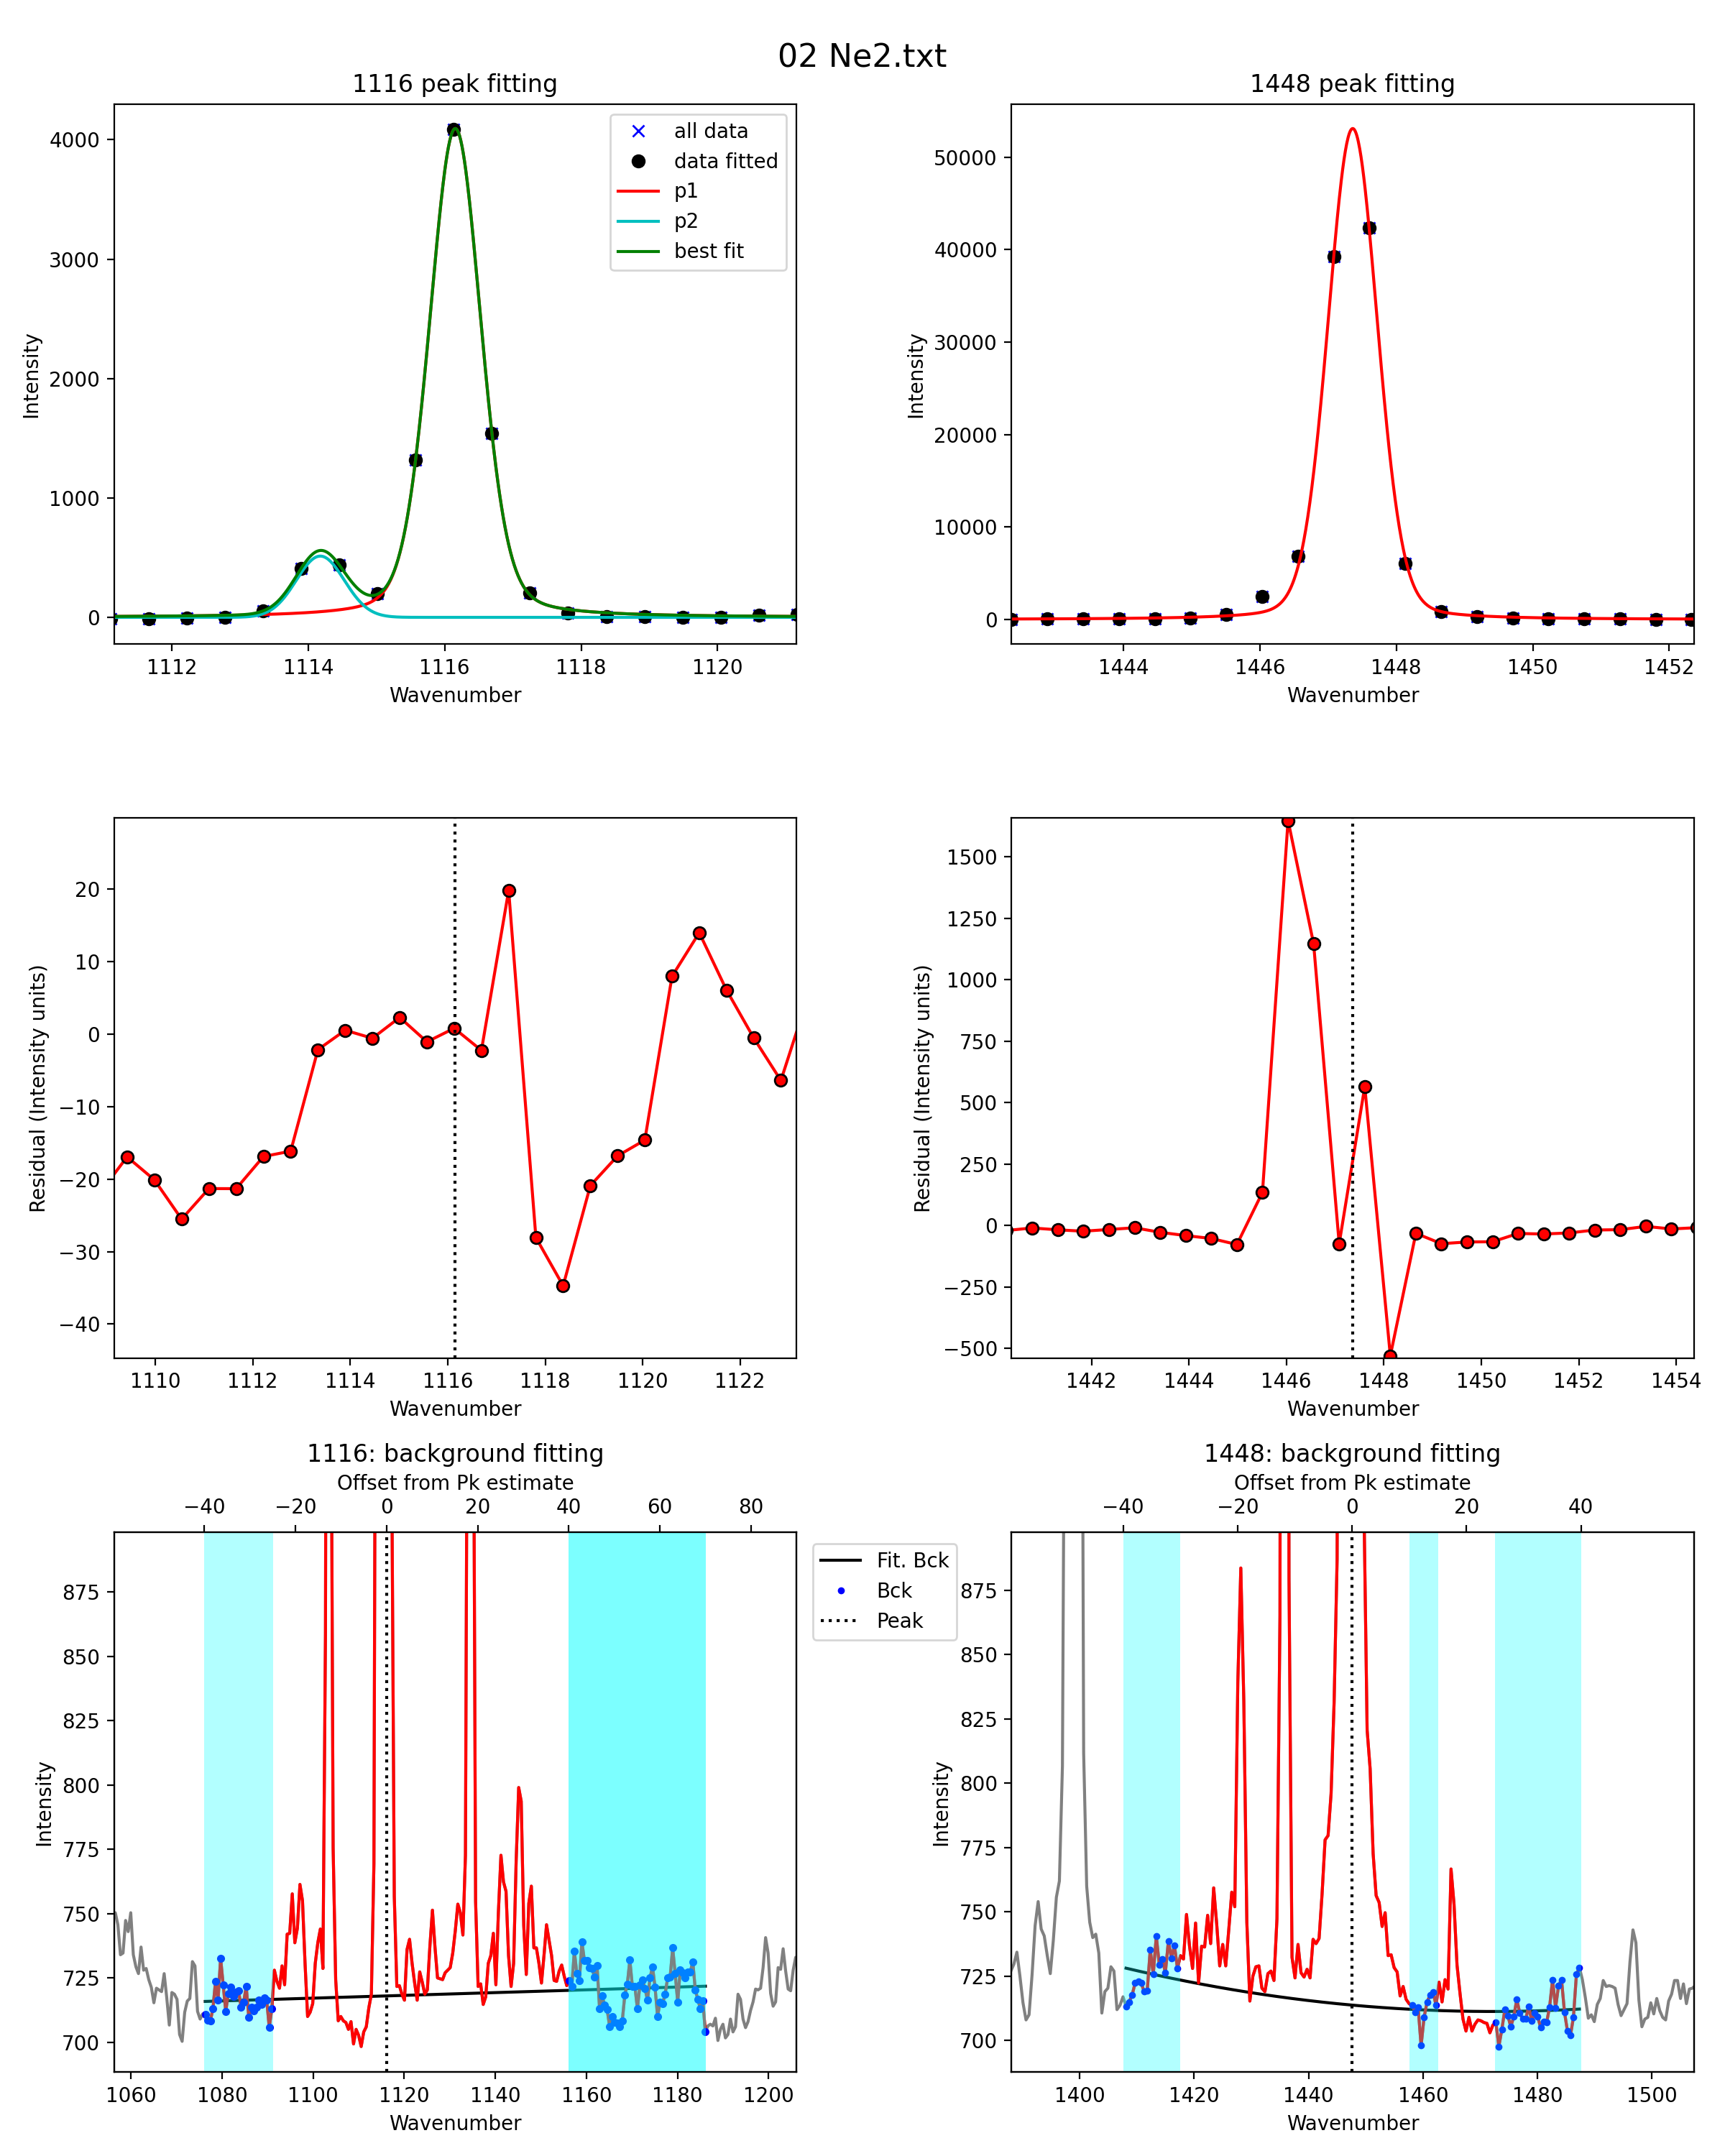 02 Ne2.txt
1116 peak fitting
4000
3000
2000
1000
0
Intensity
1112 1114 1116 1118 1120
Wavenumber
all data
data fitted
p1
p2
best fit
1448 peak fitting
50000
40000
30000
20000
10000
0
Intensity
1444 1446 1448 1450 1452
Wavenumber
20
10
0
−10
−20
−30
−40
Residual (Intensity units)
1110 1112 1114 1116 1118 1120 1122
Wavenumber
1500
1250
1000
750
500
250
0
−250
−500
Residual (Intensity units)
1442 1444 1446 1448 1450 1452 1454
Wavenumber
1116: background fitting
Offset from Pk estimate
−40 −20 0 20 40 60 80
875
850
825
800
775
750
725
700
Intensity
1060 1080 1100 1120 1140 1160 1180 1200
Wavenumber
Fit. Bck
Bck
Peak
1448: background fitting
Offset from Pk estimate
−40 −20 0 20 40
875
850
825
800
775
750
725
700
Intensity
1400 1420 1440 1460 1480 1500
Wavenumber